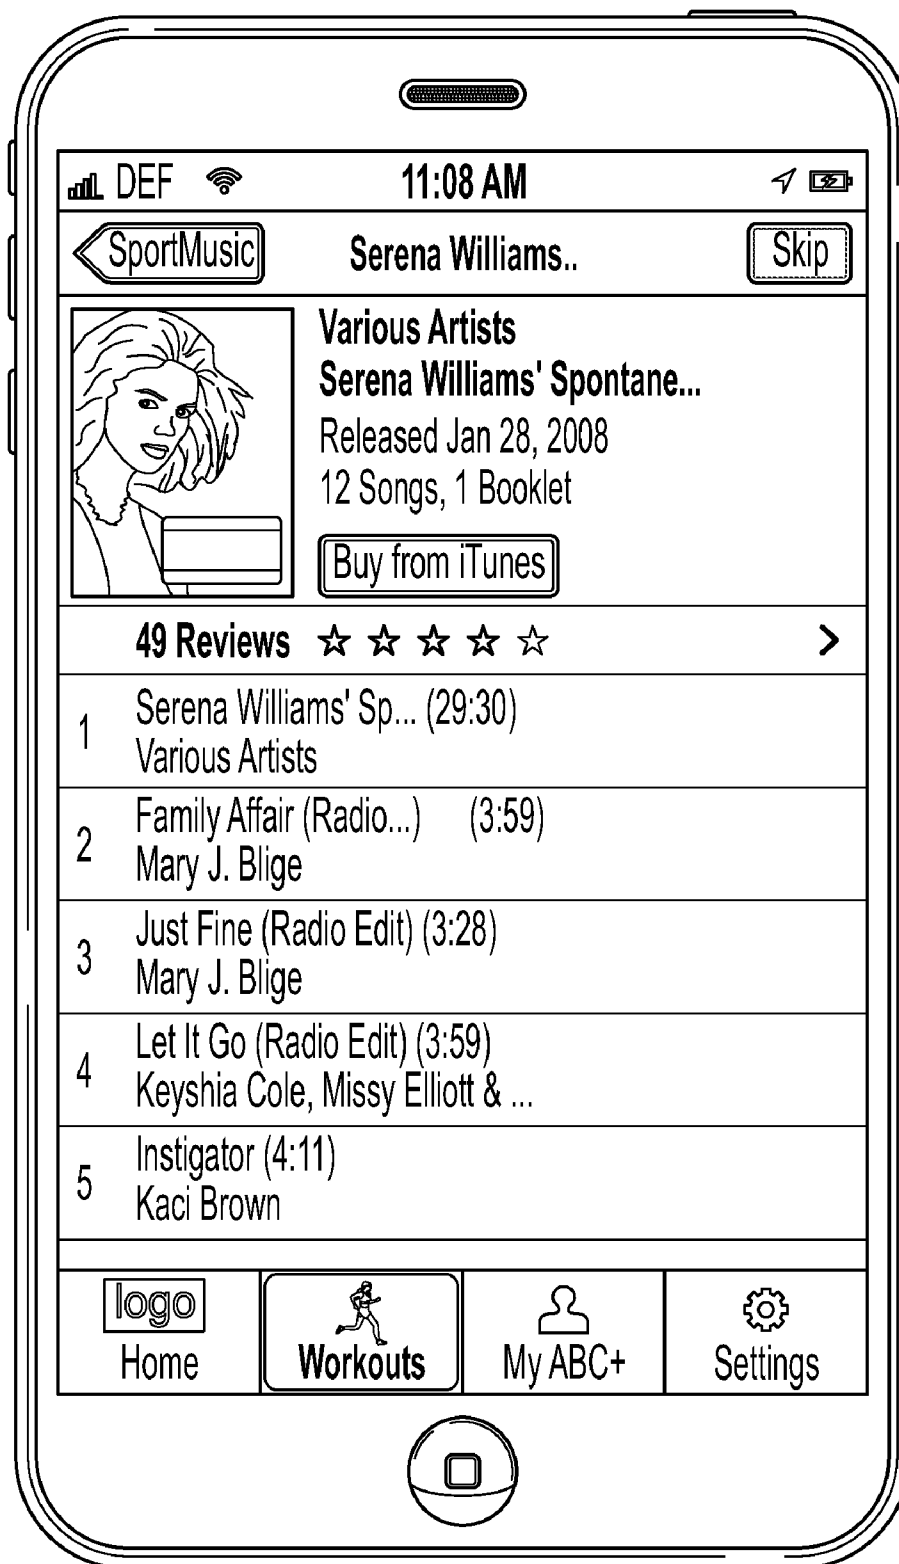 DEF 11:08 AM
SportMusic Serena Williams.. Skip
Various Artists
Serena Williams' Spontane...
Released Jan 28, 2008
12 Songs, 1 Booklet
Buy from iTunes
49 Reviews
1 Serena Williams' Sp... (29:30)
Various Artists
2 Family Affair (Radio...) (3:59)
Mary J. Blige
3 Just Fine (Radio Edit) (3:28)
Mary J. Blige
4 Let It Go (Radio Edit) (3:59)
Keyshia Cole, Missy Elliott & ...
5 Instigator (4:11)
Kaci Brown
logo
Home Workouts My ABC+ Settings